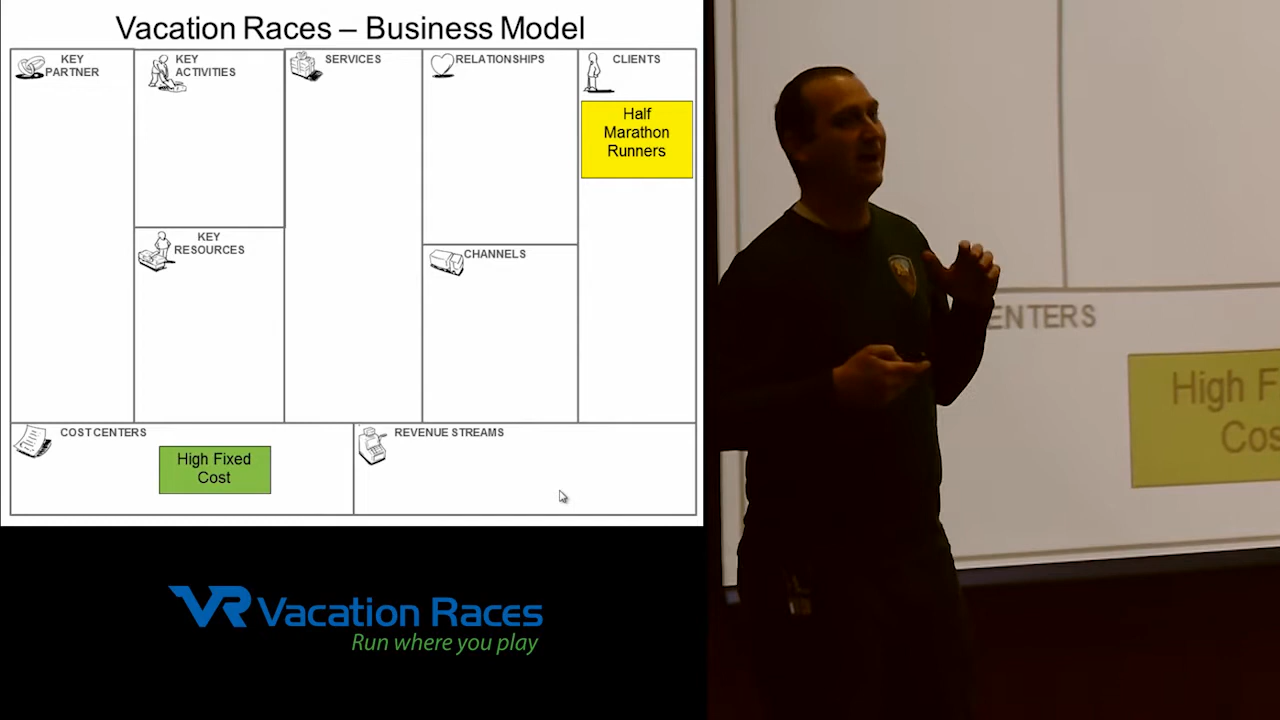 Vacation Races – Business Model
KEY
PARTNER
KEY
ACTIVITIES
SERVICES
RELATIONSHIPS
CLIENTS
Half
Marathon
Runners
KEY
RESOURCES
CHANNELS
COST CENTERS
High Fixed
Cost
REVENUE STREAMS
VR Vacation Races
Run where you play
ENTERS
High F
Cos